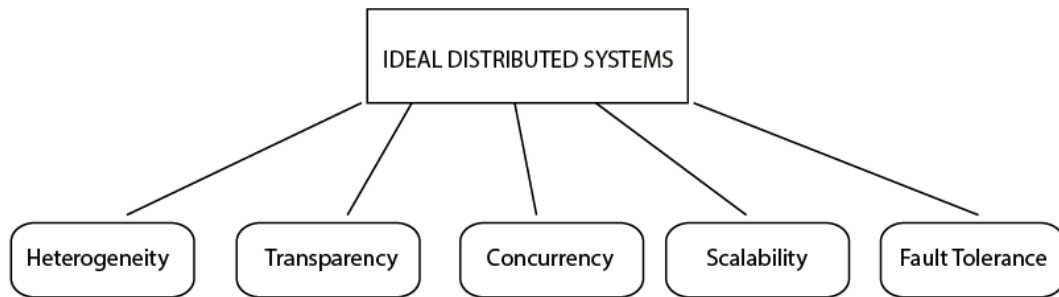 IDEAL DISTRIBUTED SYSTEMS
Heterogeneity
Transparency
Concurrency
Scalability
Fault Tolerance